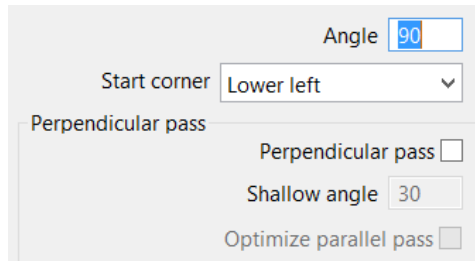 Angle 90
Start corner Lower left
Perpendicular pass
Perpendicular pass
Shallow angle 30
Optimize parallel pass